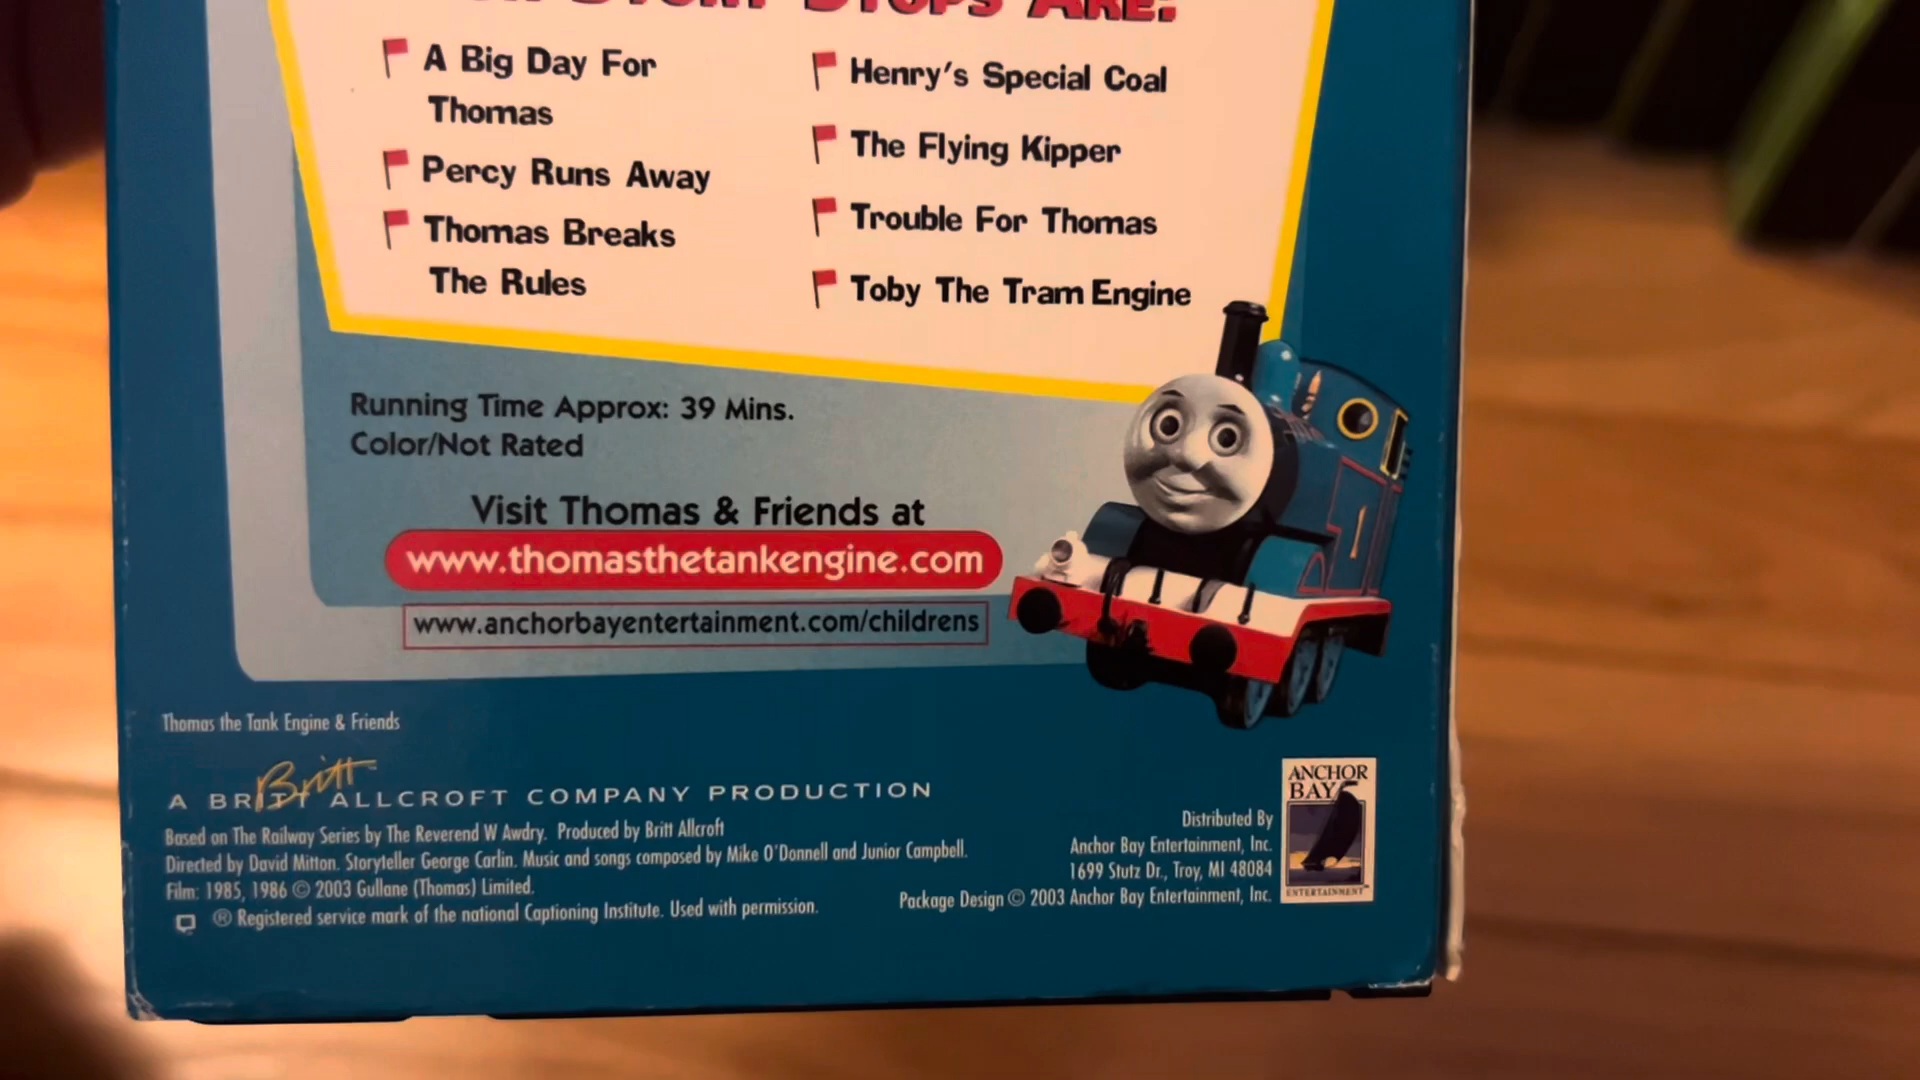 Story Stops Are:
A Big Day For
Thomas
Percy Runs Away
Thomas Breaks
The Rules
Henry's Special Coal
The Flying Kipper
Trouble For Thomas
Toby The Tram Engine
Running Time Approx: 39 Mins.
Color/Not Rated
Visit Thomas & Friends at
www.thomasthetankengine.com
www.anchorbayentertainment.com/childrens
1
Thomas the Tank Engine & Friends
Britt
A BRITT ALLCROFT COMPANY PRODUCTION
Based on The Railway Series by The Reverend W Awdry. Produced by Britt Allcroft
Directed by David Mitton. Storyteller George Carlin. Music and songs composed by Mike O'Donnell and Junior Campbell.
Film: 1985, 1986 © 2003 Gullane (Thomas) Limited.
® Registered service mark of the national Captioning Institute. Used with permission.
Distributed By
Anchor Bay Entertainment, Inc.
1699 Stutz Dr., Troy, MI 48084
Package Design © 2003 Anchor Bay Entertainment, Inc.
ANCHOR
BAY
ENTERTAINMENT™